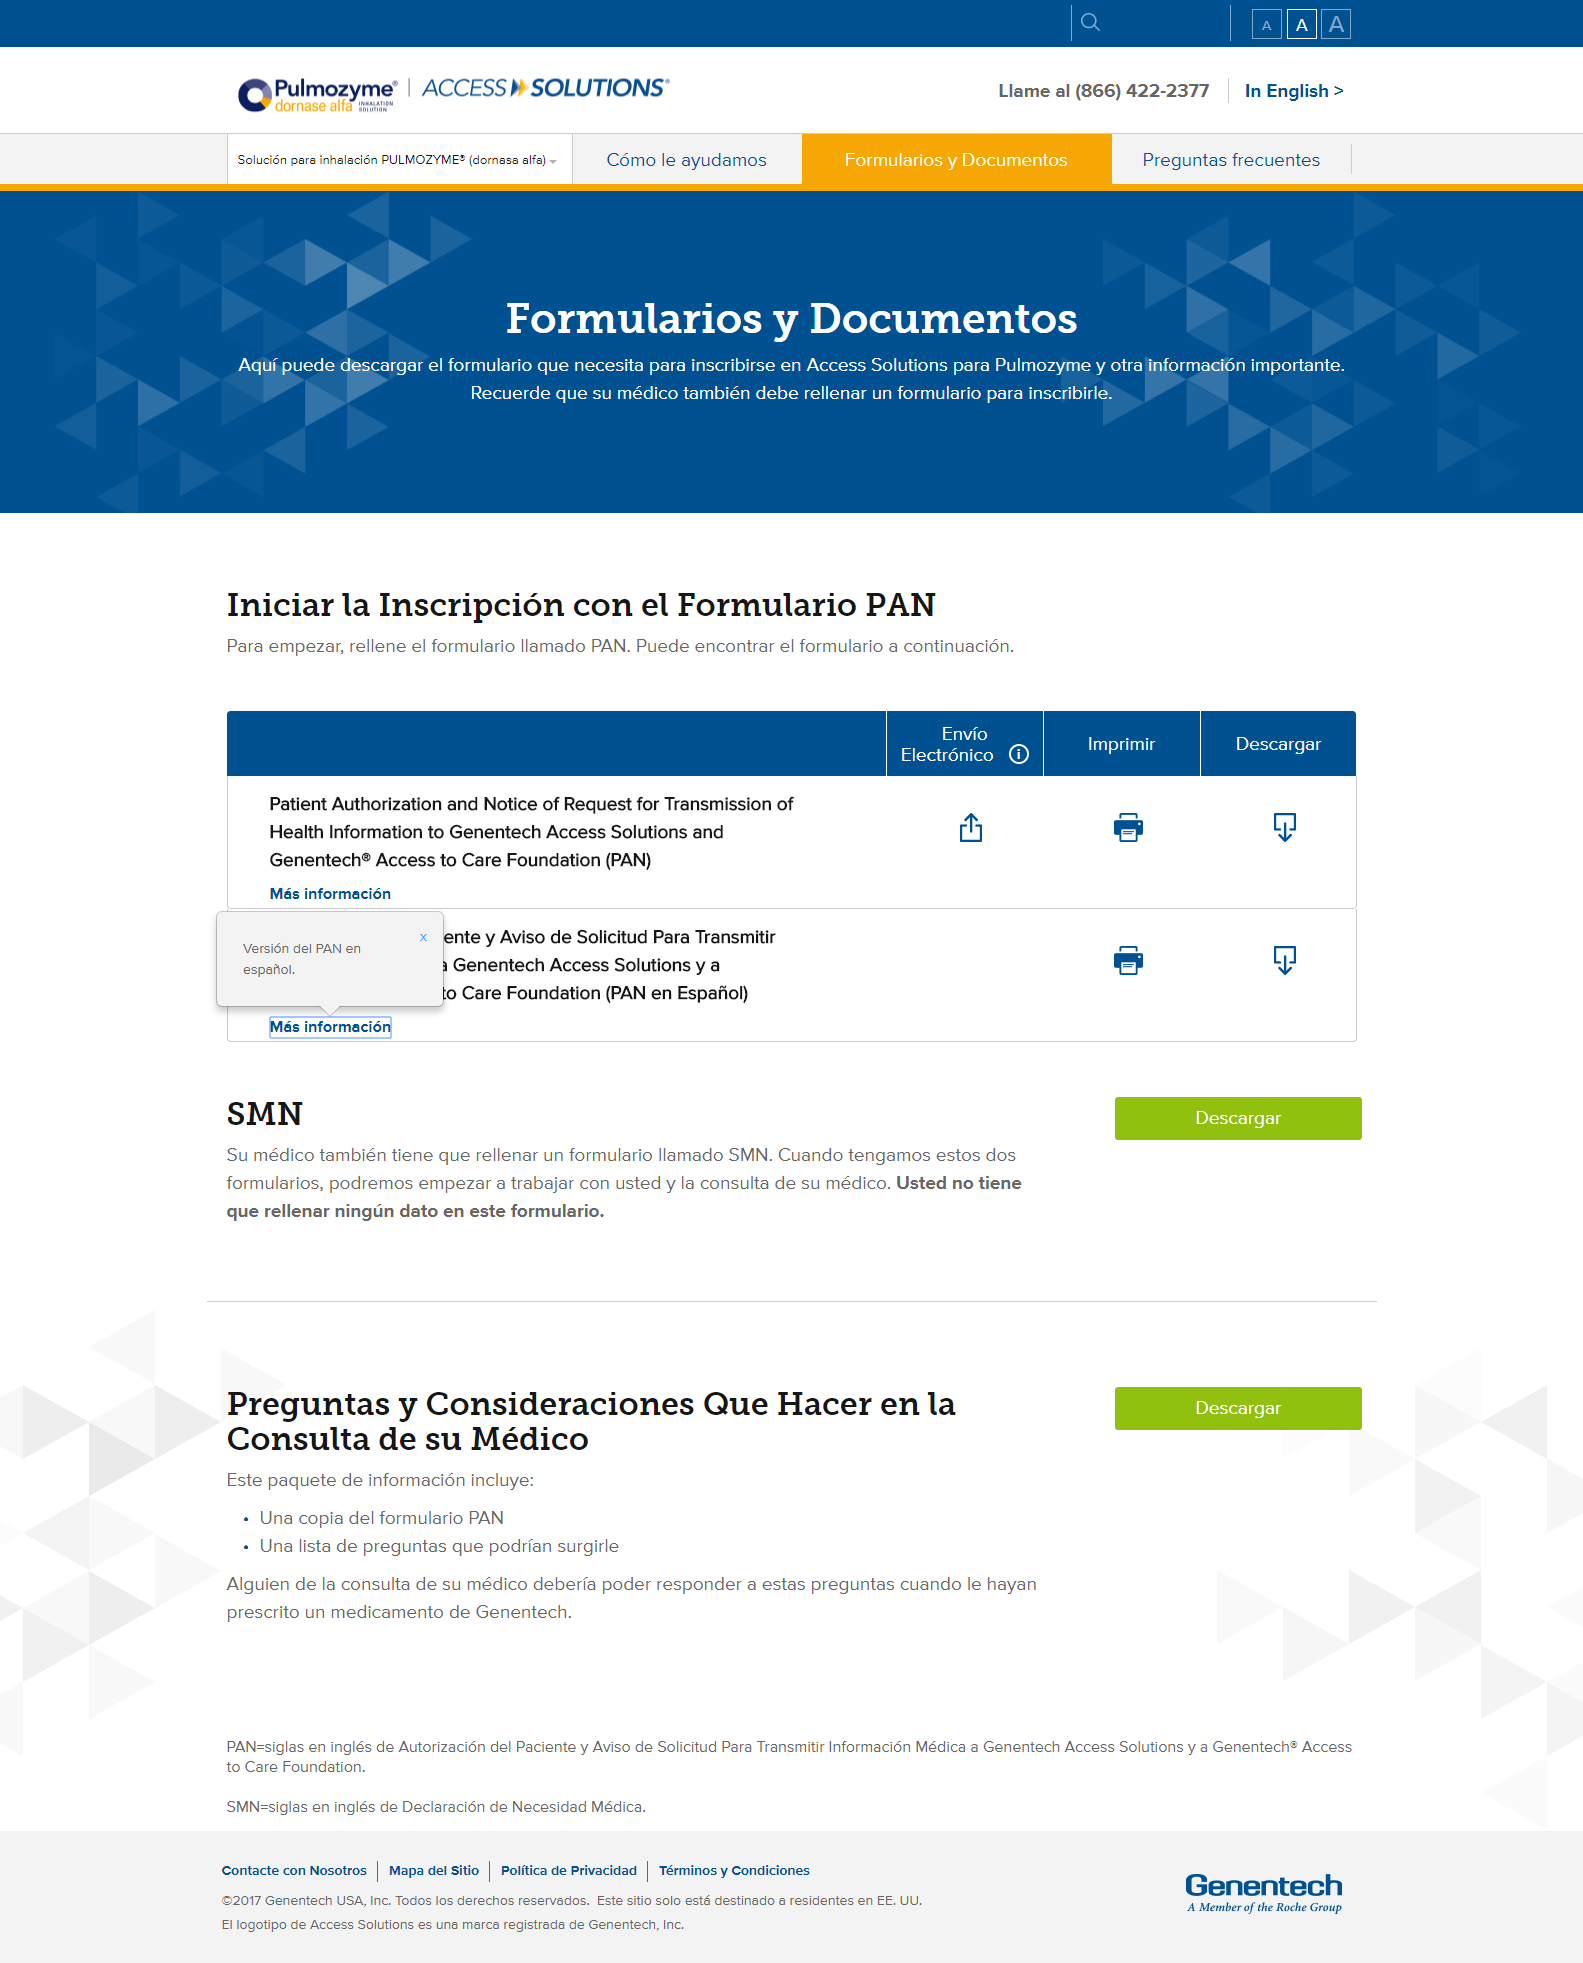 A A A
Pulmozyme® dornase alfa INHALATION SOLUTION | ACCESS SOLUTIONS®
Llame al (866) 422-2377
In English >
Solución para inhalación PULMOZYME® (dornasa alfa)
Cómo le ayudamos
Formularios y Documentos
Preguntas frecuentes
Formularios y Documentos
Aquí puede descargar el formulario que necesita para inscribirse en Access Solutions para Pulmozyme y otra información importante.
Recuerde que su médico también debe rellenar un formulario para inscribirle.
Iniciar la Inscripción con el Formulario PAN
Para empezar, rellene el formulario llamado PAN. Puede encontrar el formulario a continuación.
Envío
Electrónico i
Imprimir
Descargar
Patient Authorization and Notice of Request for Transmission of
Health Information to Genentech Access Solutions and
Genentech® Access to Care Foundation (PAN)
Más información
x
Versión del PAN en
español.
ente y Aviso de Solicitud Para Transmitir
a Genentech Access Solutions y a
to Care Foundation (PAN en Español)
Más información
SMN
Descargar
Su médico también tiene que rellenar un formulario llamado SMN. Cuando tengamos estos dos
formularios, podremos empezar a trabajar con usted y la consulta de su médico. Usted no tiene
que rellenar ningún dato en este formulario.
Preguntas y Consideraciones Que Hacer en la
Consulta de su Médico
Descargar
Este paquete de información incluye:
• Una copia del formulario PAN
• Una lista de preguntas que podrían surgirle
Alguien de la consulta de su médico debería poder responder a estas preguntas cuando le hayan
prescrito un medicamento de Genentech.
PAN=siglas en inglés de Autorización del Paciente y Aviso de Solicitud Para Transmitir Información Médica a Genentech Access Solutions y a Genentech® Access
to Care Foundation.
SMN=siglas en inglés de Declaración de Necesidad Médica.
Contacte con Nosotros | Mapa del Sitio | Política de Privacidad | Términos y Condiciones
©2017 Genentech USA, Inc. Todos los derechos reservados. Este sitio solo está destinado a residentes en EE. UU.
El logotipo de Access Solutions es una marca registrada de Genentech, Inc.
Genentech
A Member of the Roche Group